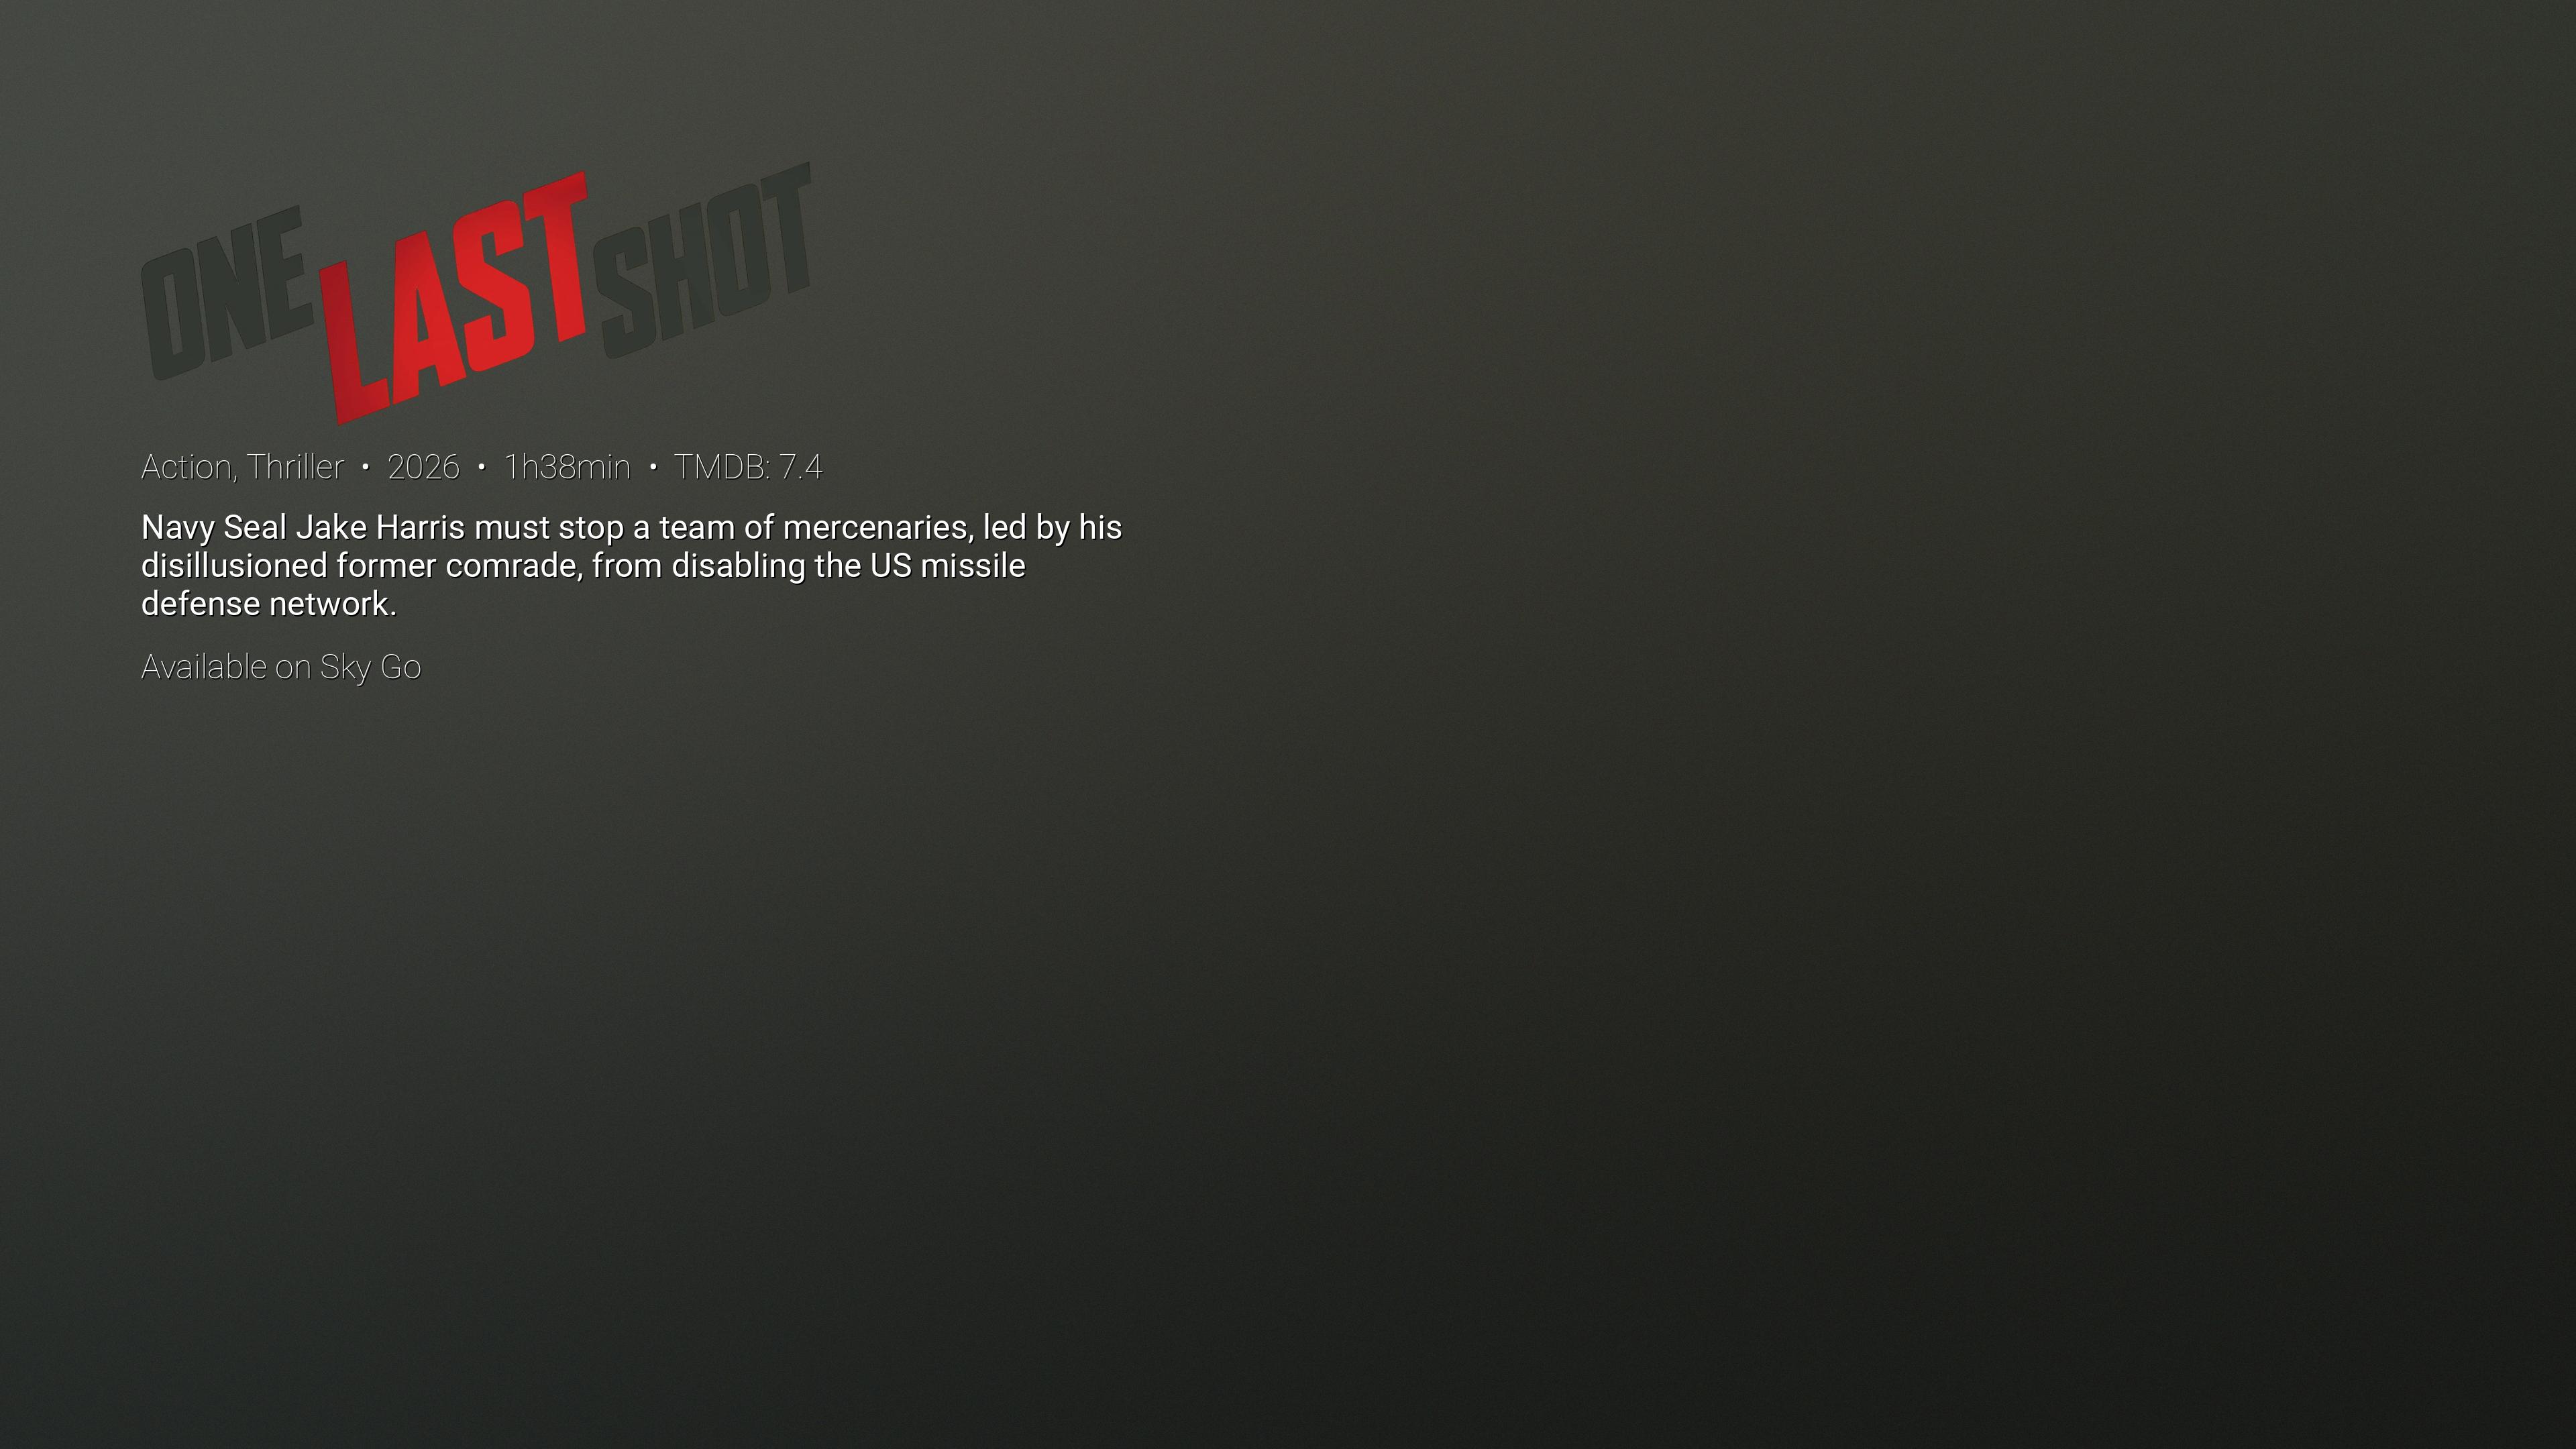 ONE LAST SHOT
Action, Thriller • 2026 • 1h38min • TMDB: 7.4
Navy Seal Jake Harris must stop a team of mercenaries, led by his
disillusioned former comrade, from disabling the US missile
defense network.
Available on Sky Go